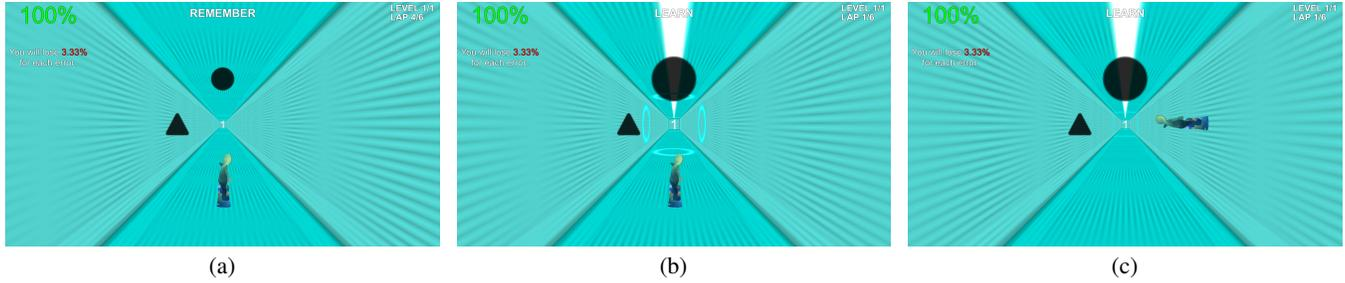 100%
REMEMBER
LEVEL 1/1
LAP 4/6
You will lose 3.33%
for each error
1
100%
LEARN
LEVEL 1/1
LAP 1/6
You will lose 3.33%
for each error
1
100%
LEARN
LEVEL 1/1
LAP 1/6
You will lose 3.33%
for each error
1
(a)
(b)
(c)